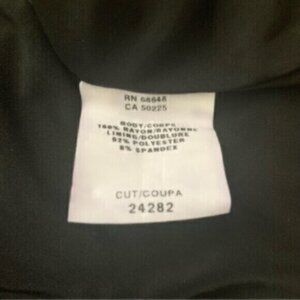 RN 66646
CA 50225
BODY/CORPS
100% RAYON/RAYONNE
LINING/DOUBLURE
92% POLYESTER
8% SPANDEX
CUT/COUPA
24282